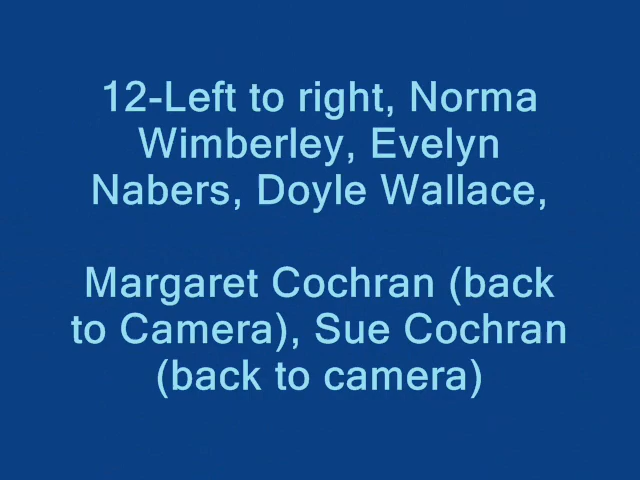 12-Left to right, Norma
Wimberley, Evelyn
Nabers, Doyle Wallace,
Margaret Cochran (back
to Camera), Sue Cochran
(back to camera)